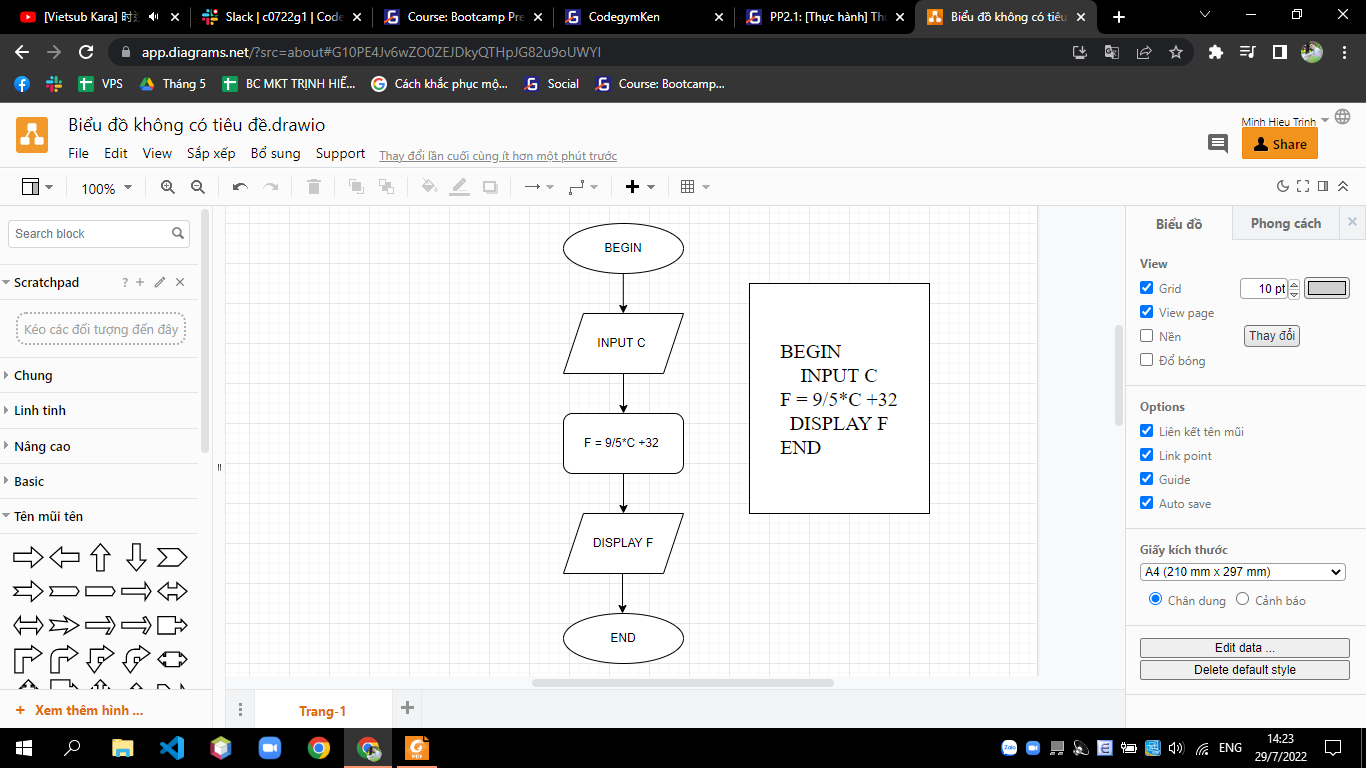 [Vietsub Kara]
Slack | c0722g1 | Code
Course: Bootcamp Pre
CodegymKen
PP2.1: [Thực hành] Th
Biểu đồ không có tiêu
app.diagrams.net/?src=about#G10PE4Jv6wZO0ZEJDkyQTHpJG82u9oUWYI
VPS
Tháng 5
BC MKT TRỊNH HIẾ...
Cách khắc phục mộ...
Social
Course: Bootcamp...
Biểu đồ không có tiêu đề.drawio
Minh Hieu Trinh
File Edit View Sắp xếp Bổ sung Support Thay đổi lần cuối cùng ít hơn một phút trước
Share
100%
Search block
Scratchpad ?
Kéo các đối tượng đến đây
Chung
Linh tinh
Nâng cao
Basic
Tên mũi tên
+ Xem thêm hình ...
BEGIN
INPUT C
F = 9/5*C +32
DISPLAY F
END
BEGIN
INPUT C
F = 9/5*C +32
DISPLAY F
END
Trang-1
Biểu đồ
Phong cách
View
Grid
10 pt
View page
Nền
Thay đổi
Đổ bóng
Options
Liên kết tên mũi
Link point
Guide
Auto save
Giấy kích thước
A4 (210 mm x 297 mm)
Chân dung
Cảnh báo
Edit data ...
Delete default style
Zalo
ENG
14:23
29/7/2022